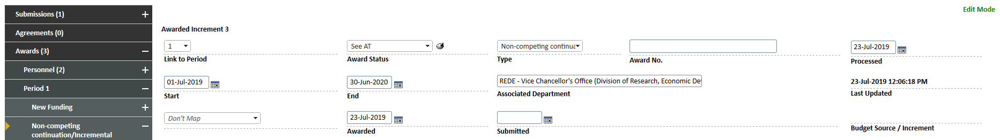 Submissions (1)
Agreements (0)
Awards (3)
Personnel (2)
Period 1
New Funding
Non-competing
continuation/Incremental
Edit Mode
Awarded Increment 3
1
Link to Period
See AT
Award Status
Non-competing continua
Type
Award No.
23-Jul-2019
Processed
01-Jul-2019
Start
30-Jun-2020
End
REDE - Vice Chancellor's Office (Division of Research, Economic De
Associated Department
23-Jul-2019 12:06:18 PM
Last Updated
Don't Map
23-Jul-2019
Awarded
Submitted
Budget Source / Increment